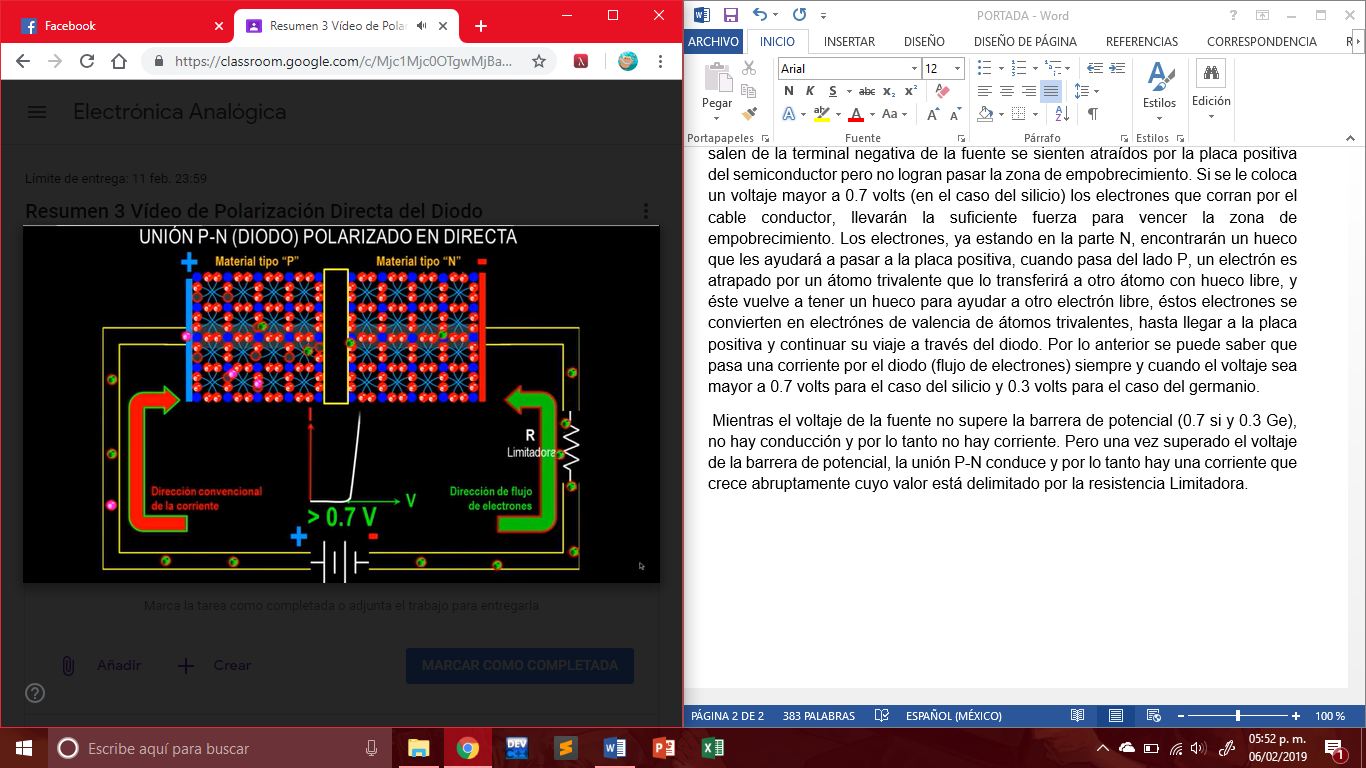 Facebook
Resumen 3 Vídeo de Pola
https://classroom.google.com/c/Mjc1Mjc0OTgwMjBa...
Electrónica Analógica
Límite de entrega: 11 feb. 23:59
Resumen 3 Vídeo de Polarización Directa del Diodo
UNIÓN P-N (DIODO) POLARIZADO EN DIRECTA
+ Material tipo “P” Material tipo “N” -
R
Limitadora
I
Dirección convencional
de la corriente
V
Dirección de flujo
de electrones
> 0.7 V
+ -
Marca la tarea como completada o adjunta el trabajo para entregarla
Añadir
Crear
MARCAR COMO COMPLETADA
PORTADA - Word
ARCHIVO INICIO INSERTAR DISEÑO DISEÑO DE PÁGINA REFERENCIAS CORRESPONDENCIA
Pegar
Arial 12
N K S abc x₂ x²
A ab A Aa A A
Estilos
Edición
Portapapeles Fuente Párrafo Estilos
salen de la terminal negativa de la fuente se sienten atraídos por la placa positiva
del semiconductor pero no logran pasar la zona de empobrecimiento. Si se le coloca
un voltaje mayor a 0.7 volts (en el caso del silicio) los electrones que corran por el
cable conductor, llevarán la suficiente fuerza para vencer la zona de
empobrecimiento. Los electrones, ya estando en la parte N, encontrarán un hueco
que les ayudará a pasar a la placa positiva, cuando pasa del lado P, un electrón es
atrapado por un átomo trivalente que lo transferirá a otro átomo con hueco libre, y
éste vuelve a tener un hueco para ayudar a otro electrón libre, éstos electrones se
convierten en electrónes de valencia de átomos trivalentes, hasta llegar a la placa
positiva y continuar su viaje a través del diodo. Por lo anterior se puede saber que
pasa una corriente por el diodo (flujo de electrones) siempre y cuando el voltaje sea
mayor a 0.7 volts para el caso del silicio y 0.3 volts para el caso del germanio.
Mientras el voltaje de la fuente no supere la barrera de potencial (0.7 si y 0.3 Ge),
no hay conducción y por lo tanto no hay corriente. Pero una vez superado el voltaje
de la barrera de potencial, la unión P-N conduce y por lo tanto hay una corriente que
crece abruptamente cuyo valor está delimitado por la resistencia Limitadora.
PÁGINA 2 DE 2 383 PALABRAS ESPAÑOL (MÉXICO) 100 %
Escribe aquí para buscar
DEV
05:52 p. m.
06/02/2019
1